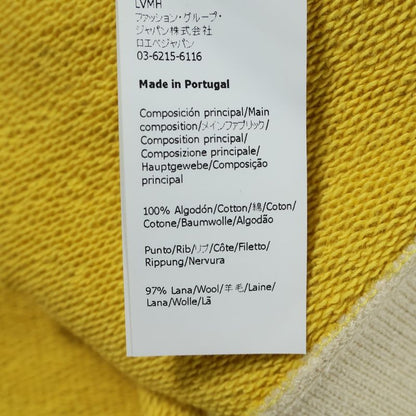 LVMH
ファッション・グループ・
ジャパン株式会社
ロエベジャパン
03-6215-6116
Made in Portugal
Composición principal/Main
composition/メインファブリック/
Composition principal/
Composizione principale/
Hauptgewebe/Composição
principal
100% Algodón/Cotton/綿/Coton/
Cotone/Baumwolle/Algodão
Punto/Rib/リブ/Côte/Filetto/
Rippung/Nervura
97% Lana/Wool/羊毛/Laine/
Lana/Wolle/Lã